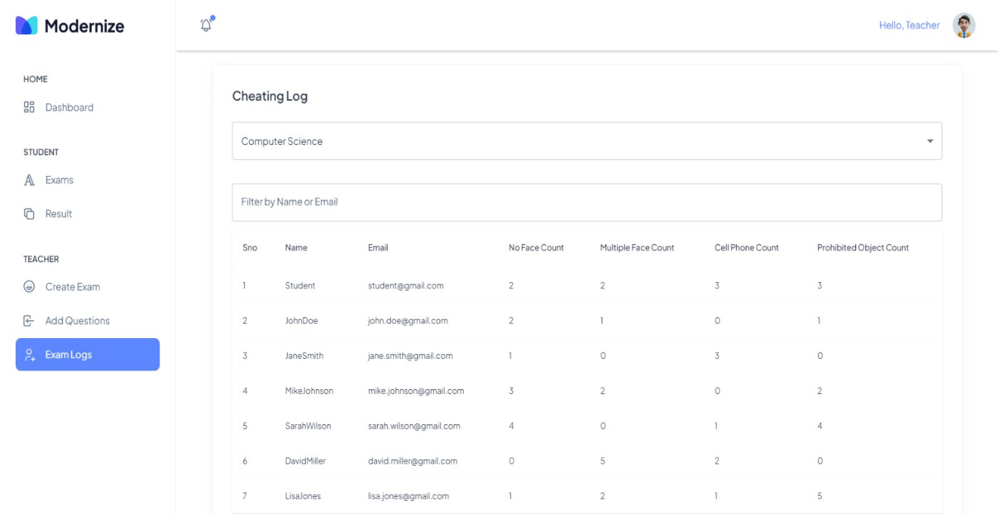 Modernize
Hello, Teacher
HOME
Dashboard
STUDENT
Exams
Result
TEACHER
Create Exam
Add Questions
Exam Logs
Cheating Log
Computer Science
Filter by Name or Email
Sno Name Email No Face Count Multiple Face Count Cell Phone Count Prohibited Object Count
1 Student student@gmail.com 2 2 3 3
2 JohnDoe john.doe@gmail.com 2 1 0 1
3 JaneSmith jane.smith@gmail.com 1 0 3 0
4 MikeJohnson mike.johnson@gmail.com 3 2 0 2
5 SarahWilson sarah.wilson@gmail.com 4 0 1 4
6 DavidMiller david.miller@gmail.com 0 5 2 0
7 LisaJones lisa.jones@gmail.com 1 2 1 5